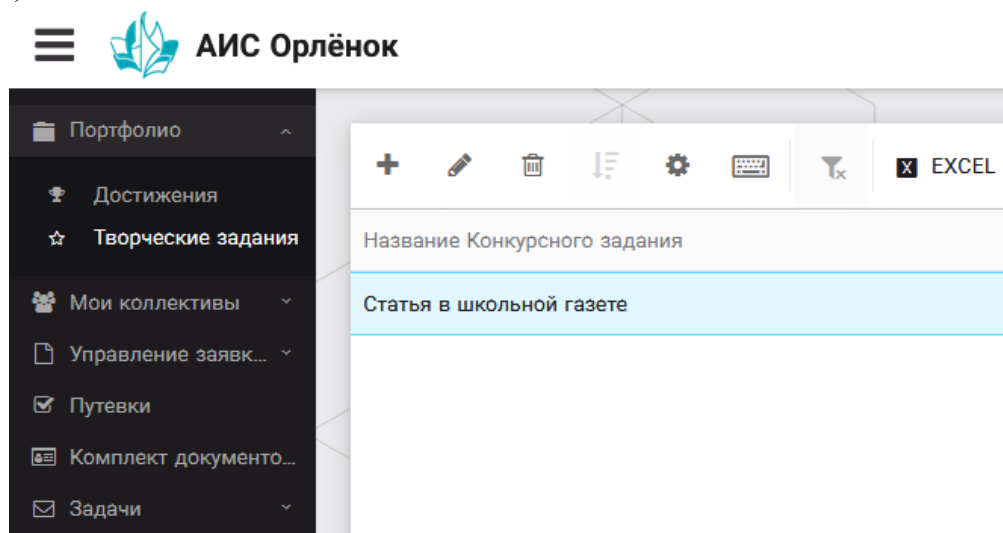 АИС Орлёнок
Портфолио
Достижения
Творческие задания
Мои коллективы
Управление заявк...
Путевки
Комплект документо...
Задачи
EXCEL
Название Конкурсного задания
Статья в школьной газете